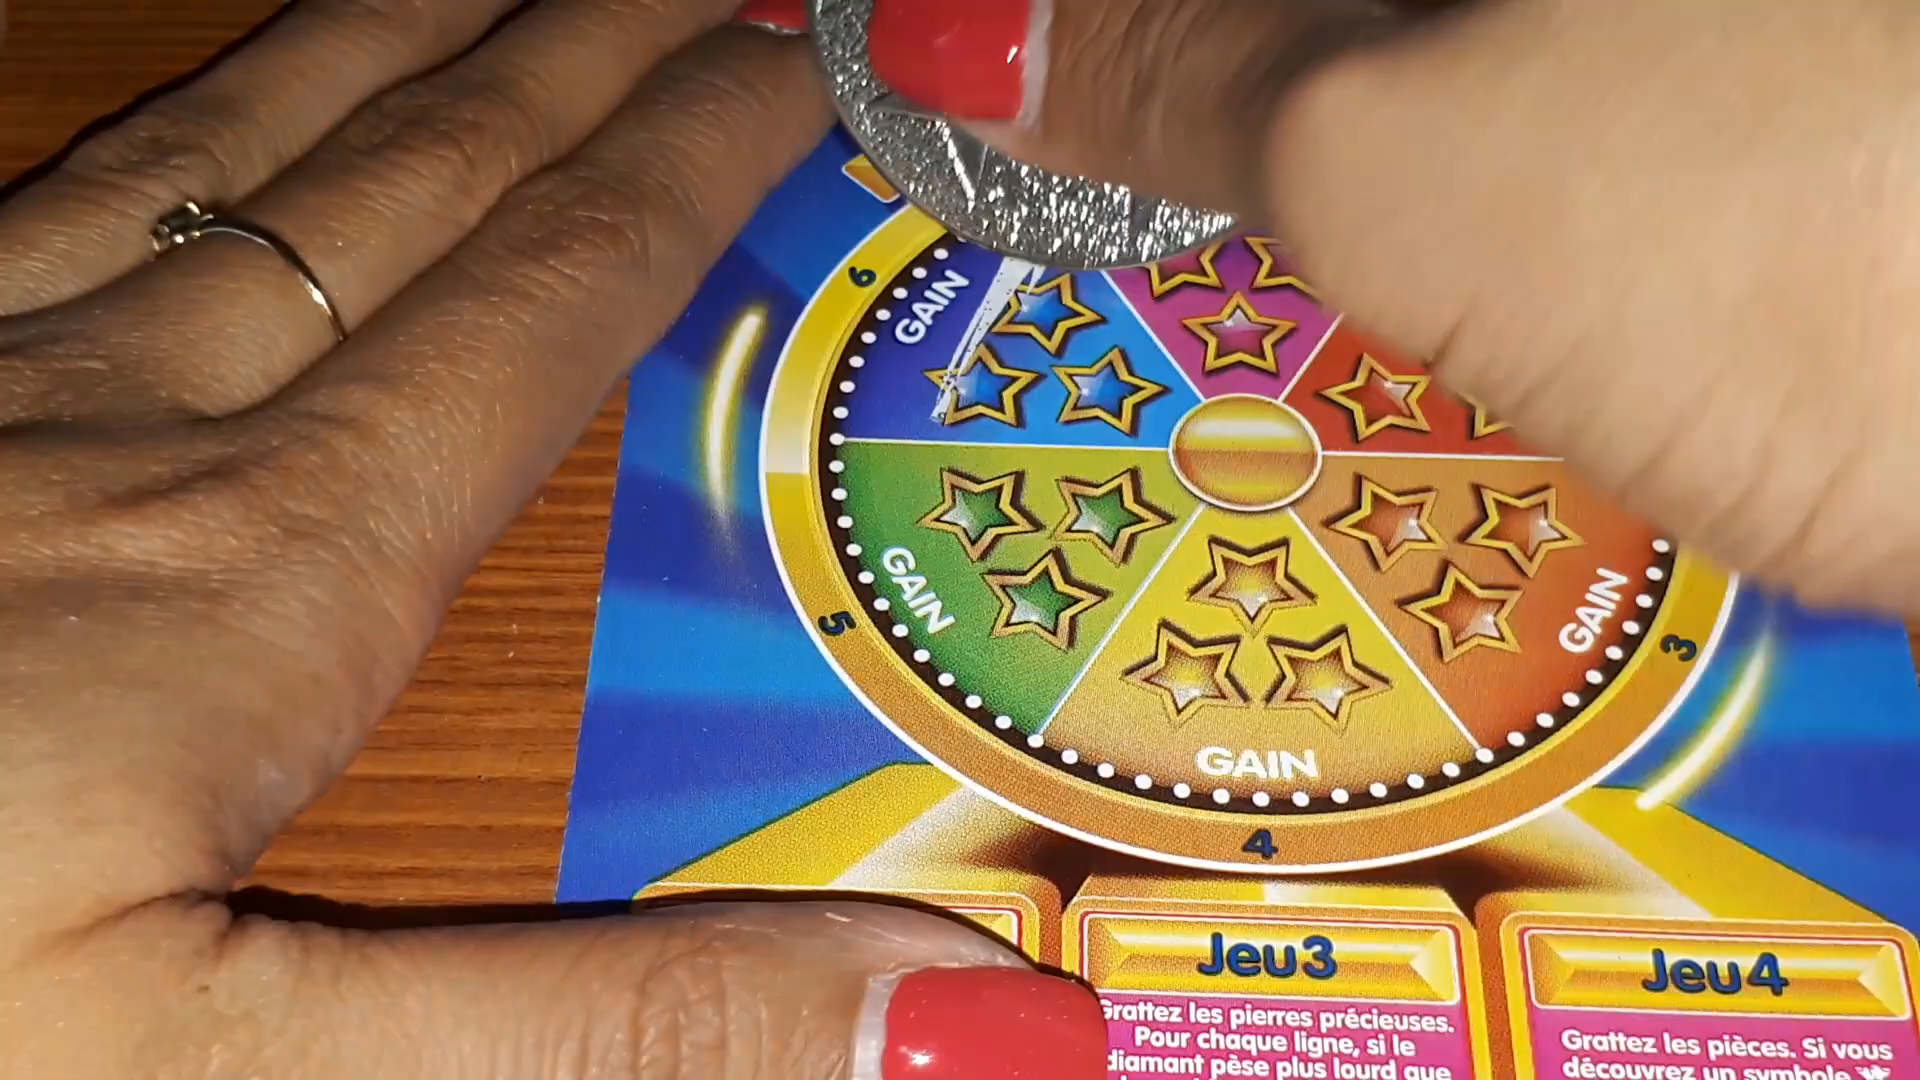 6
GAIN
GAIN
5
GAIN
3
GAIN
4
Jeu3
Grattez les pierres précieuses.
Pour chaque ligne, si le
diamant pèse plus lourd que
Jeu4
Grattez les pièces. Si vous
découvrez un symbole